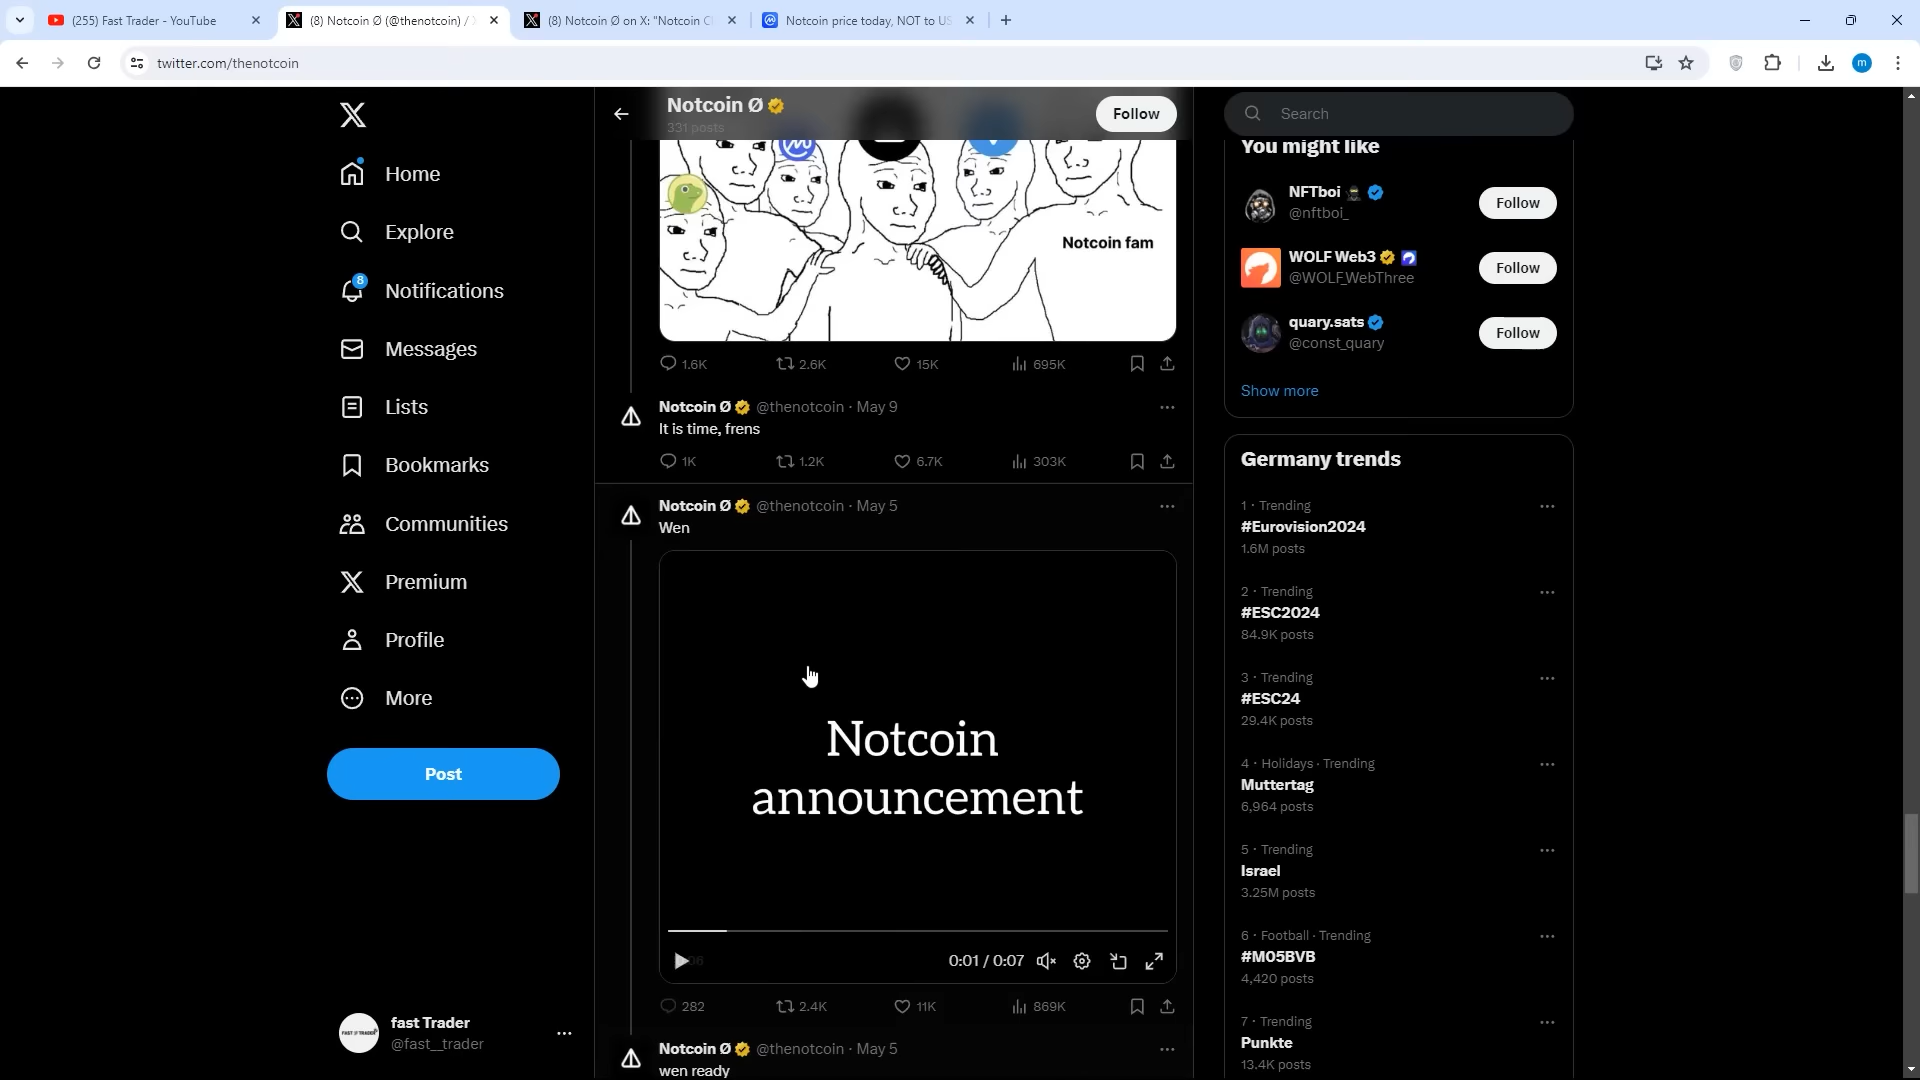 (255) Fast Trader - YouTube
(8) Notcoin Ø (@thenotcoin) /
(8) Notcoin Ø on X: "Notcoin C
Notcoin price today, NOT to US
twitter.com/thenotcoin
m
Home
Explore
8
Notifications
Messages
Lists
Bookmarks
Communities
Premium
Profile
More
Post
fast Trader
@fast__trader
Notcoin Ø
331 posts
Follow
Notcoin fam
1.6K
2.6K
15K
695K
Notcoin Ø @thenotcoin · May 9
It is time, frens
1K
1.2K
6.7K
303K
Notcoin Ø @thenotcoin · May 5
Wen
Notcoin
announcement
0:01 / 0:07
282
2.4K
11K
869K
Notcoin Ø @thenotcoin · May 5
wen ready
Search
You might like
NFTboi
@nftboi_
Follow
WOLF Web3
@WOLF_WebThree
Follow
quary.sats
@const_quary
Follow
Show more
Germany trends
1 · Trending
#Eurovision2024
1.6M posts
2 · Trending
#ESC2024
84.9K posts
3 · Trending
#ESC24
29.4K posts
4 · Holidays · Trending
Muttertag
6,964 posts
5 · Trending
Israel
3.25M posts
6 · Football · Trending
#M05BVB
4,420 posts
7 · Trending
Punkte
13.4K posts